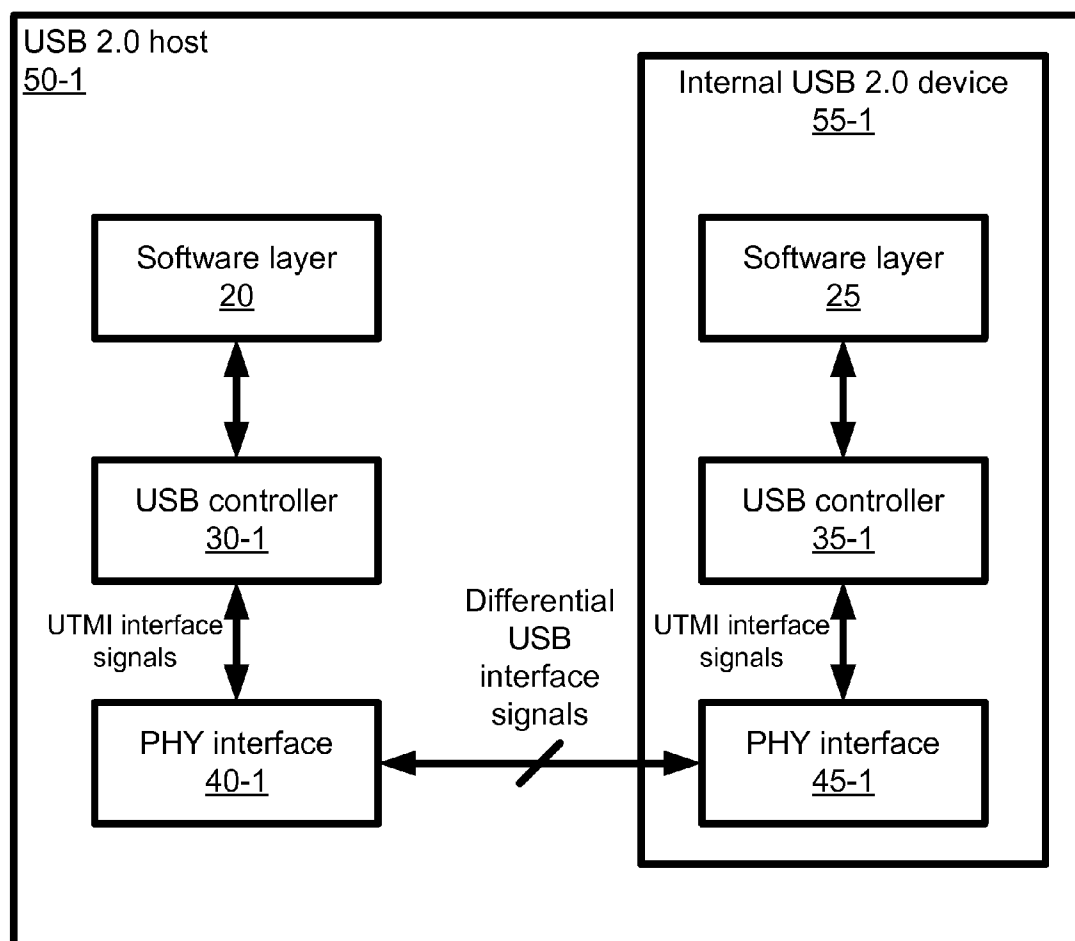 USB 2.0 host
50-1
Internal USB 2.0 device
55-1
Software layer
20
Software layer
25
USB controller
30-1
USB controller
35-1
UTMI interface
signals
Differential
USB
interface
signals
UTMI interface
signals
PHY interface
40-1
PHY interface
45-1